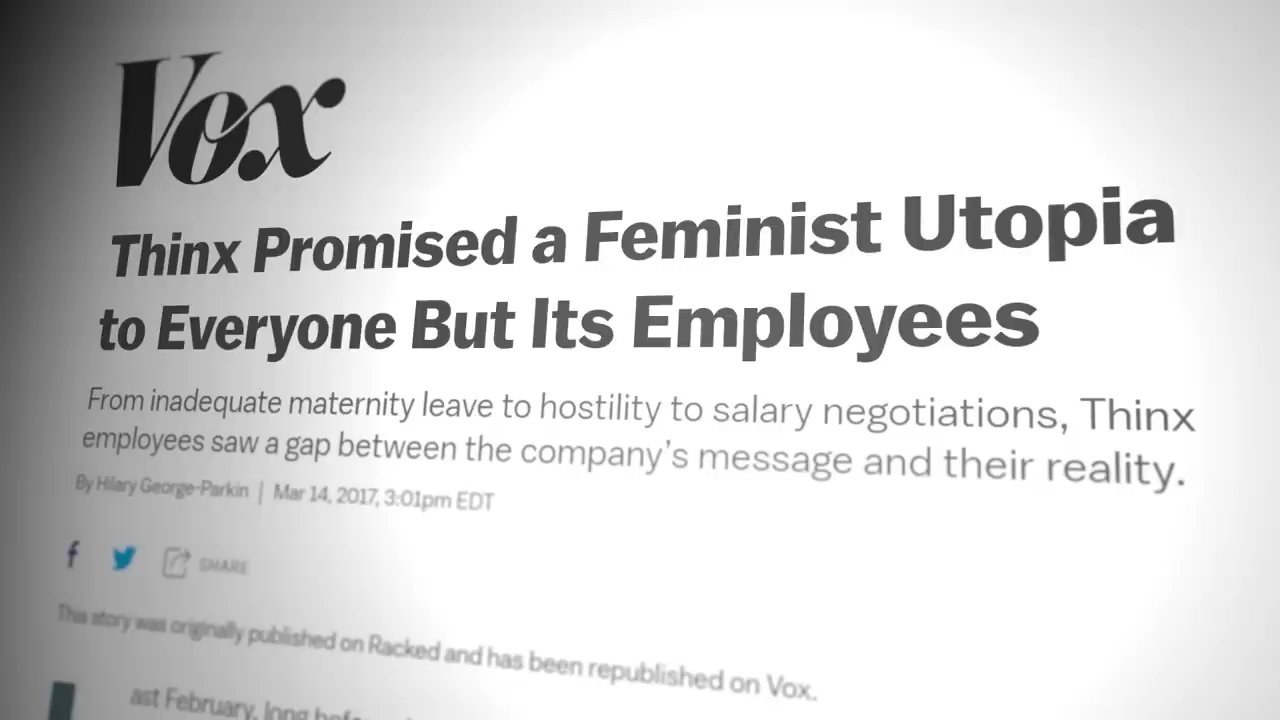 Vox
Thinx Promised a Feminist Utopia
to Everyone But Its Employees
From inadequate maternity leave to hostility to salary negotiations, Thinx
employees saw a gap between the company's message and their reality.
By Hilary George-Parkin | Mar 14, 2017, 3:01pm EDT
f SHARE
This story was originally published on Racked and has been republished on Vox.
ast February, long